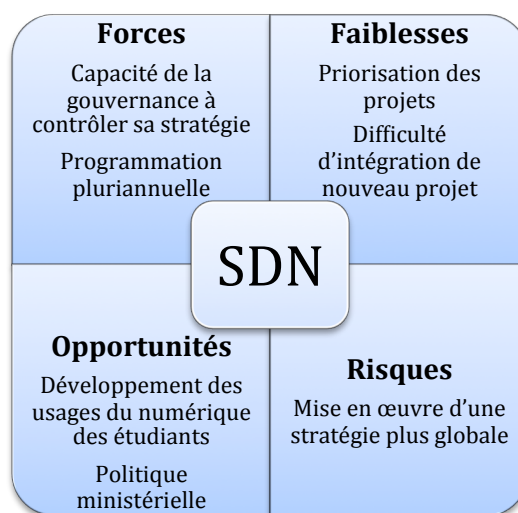 Forces
Capacité de la
gouvernance à
contrôler sa stratégie
Programmation
pluriannuelle
Faiblesses
Priorisation des
projets
Difficulté
d’intégration de
nouveau projet
SDN
Opportunités
Développement des
usages du numérique
des étudiants
Politique
ministérielle
Risques
Mise en œuvre d’une
stratégie plus globale